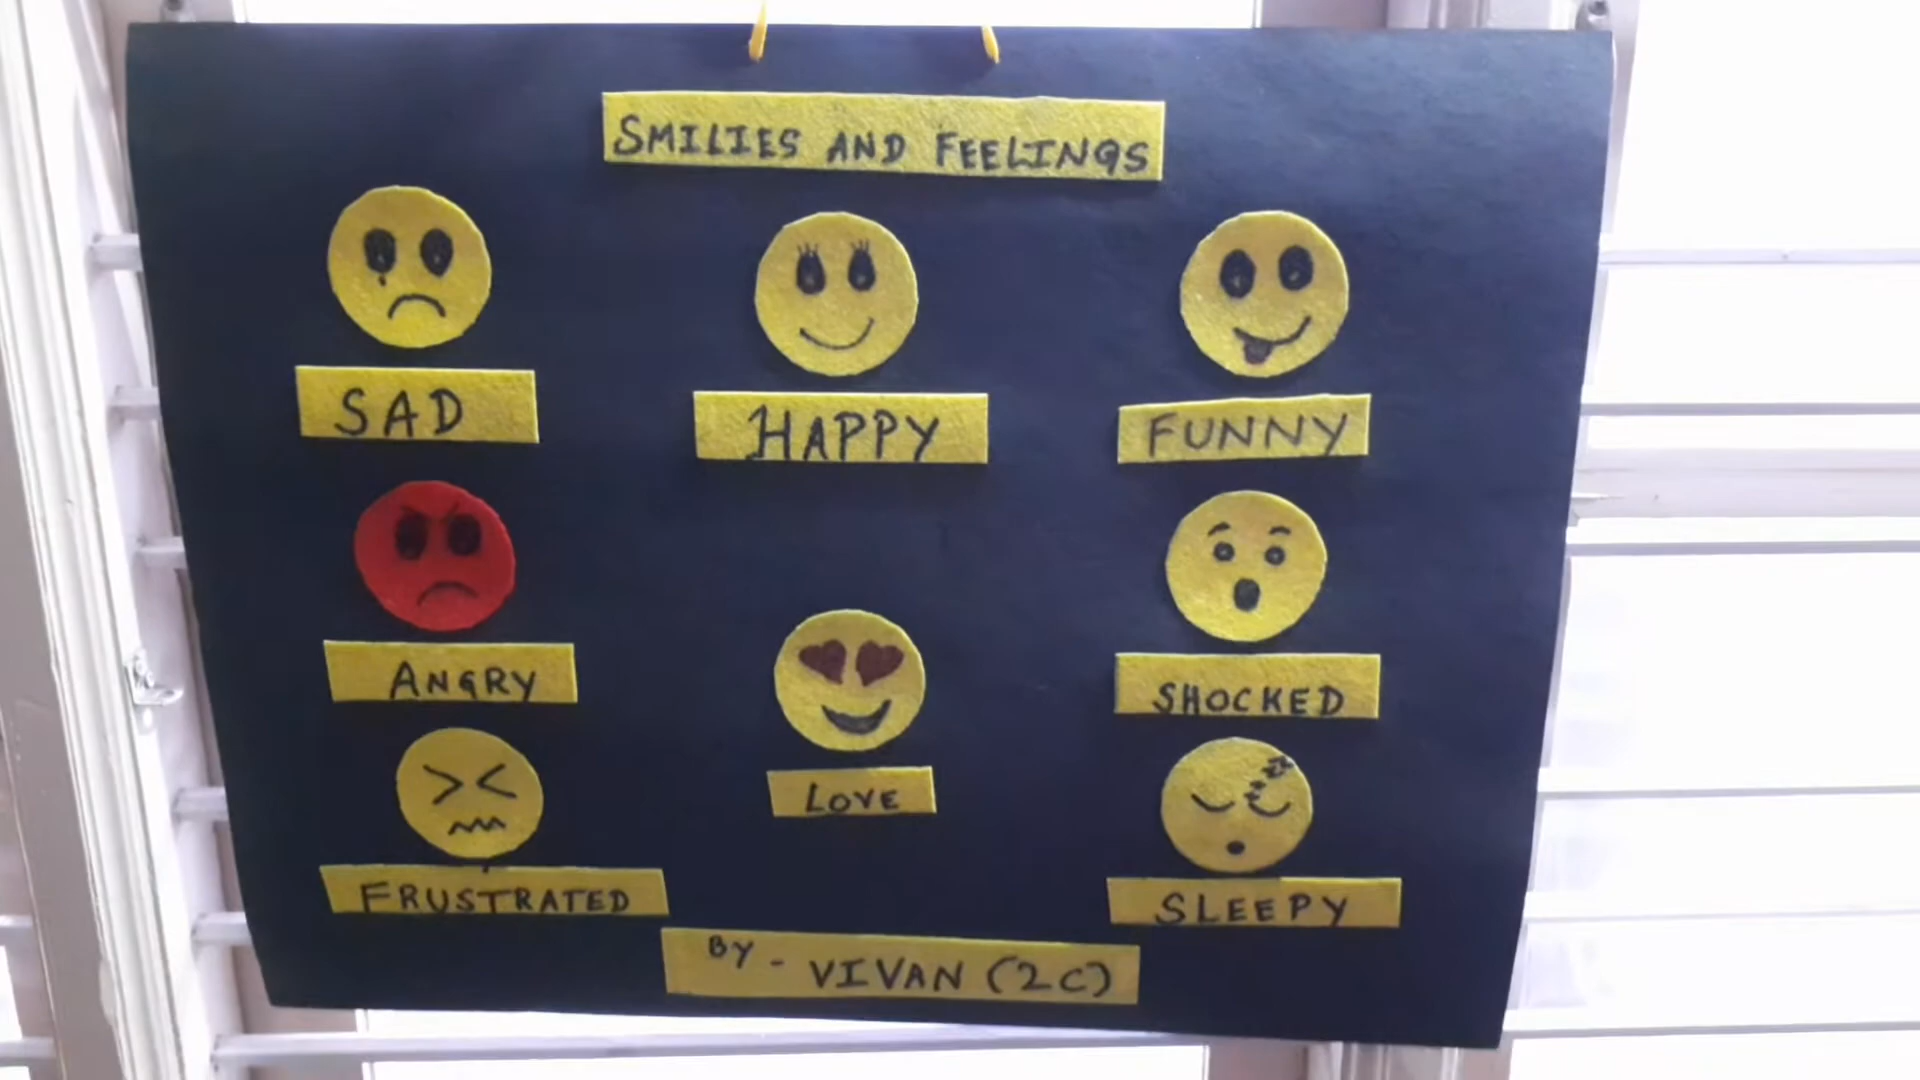 SMILIES AND FEELINGS
SAD
HAPPY
FUNNY
ANGRY
SHOCKED
LOVE
FRUSTRATED
SLEEPY
BY - VIVAN (2C)